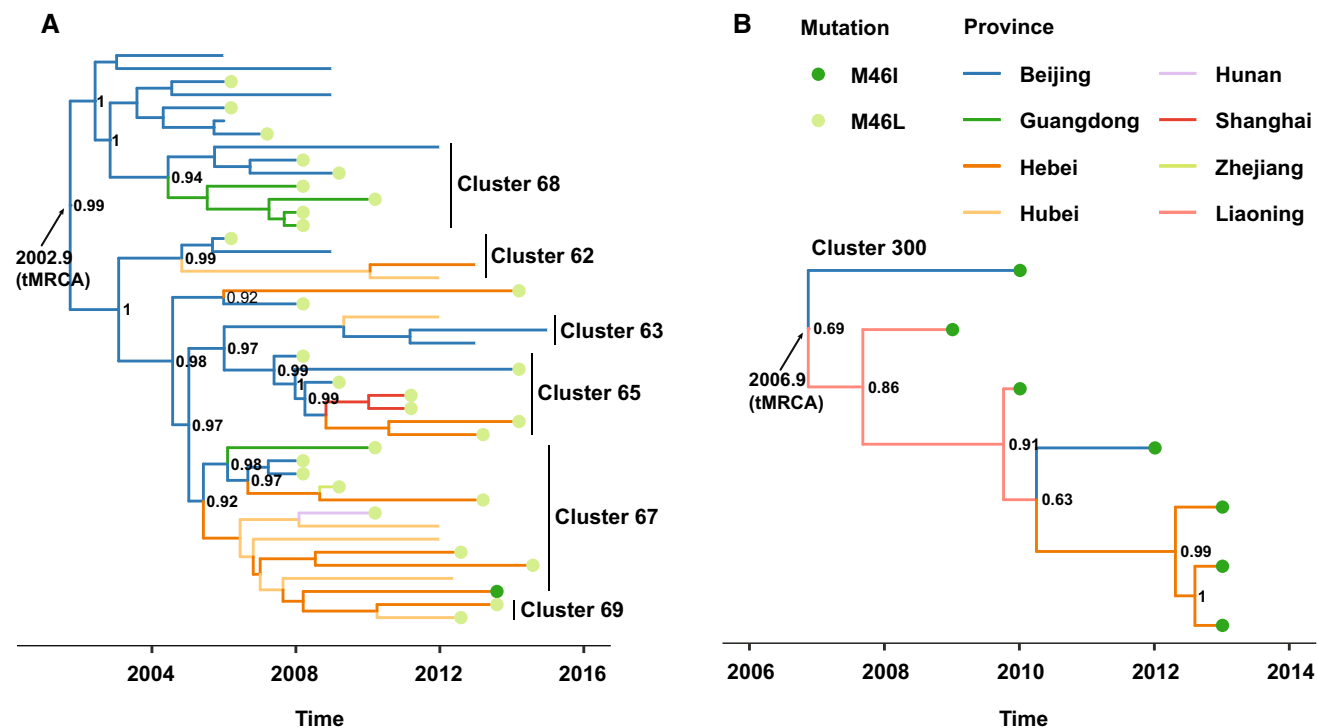 A
1
1
0.94
Cluster 68
0.99
2002.9
(tMRCA)
0.99
Cluster 62
1
0.92
Cluster 63
0.97
0.98
0.99
1
0.99
Cluster 65
0.97
0.98
0.97
0.92
Cluster 67
Cluster 69
2004 2008 2012 2016
Time
B
Mutation
M46I
M46L
Province
Beijing
Guangdong
Hebei
Hubei
Hunan
Shanghai
Zhejiang
Liaoning
Cluster 300
0.69
2006.9
(tMRCA)
0.86
0.91
0.63
0.99
1
2006 2008 2010 2012 2014
Time